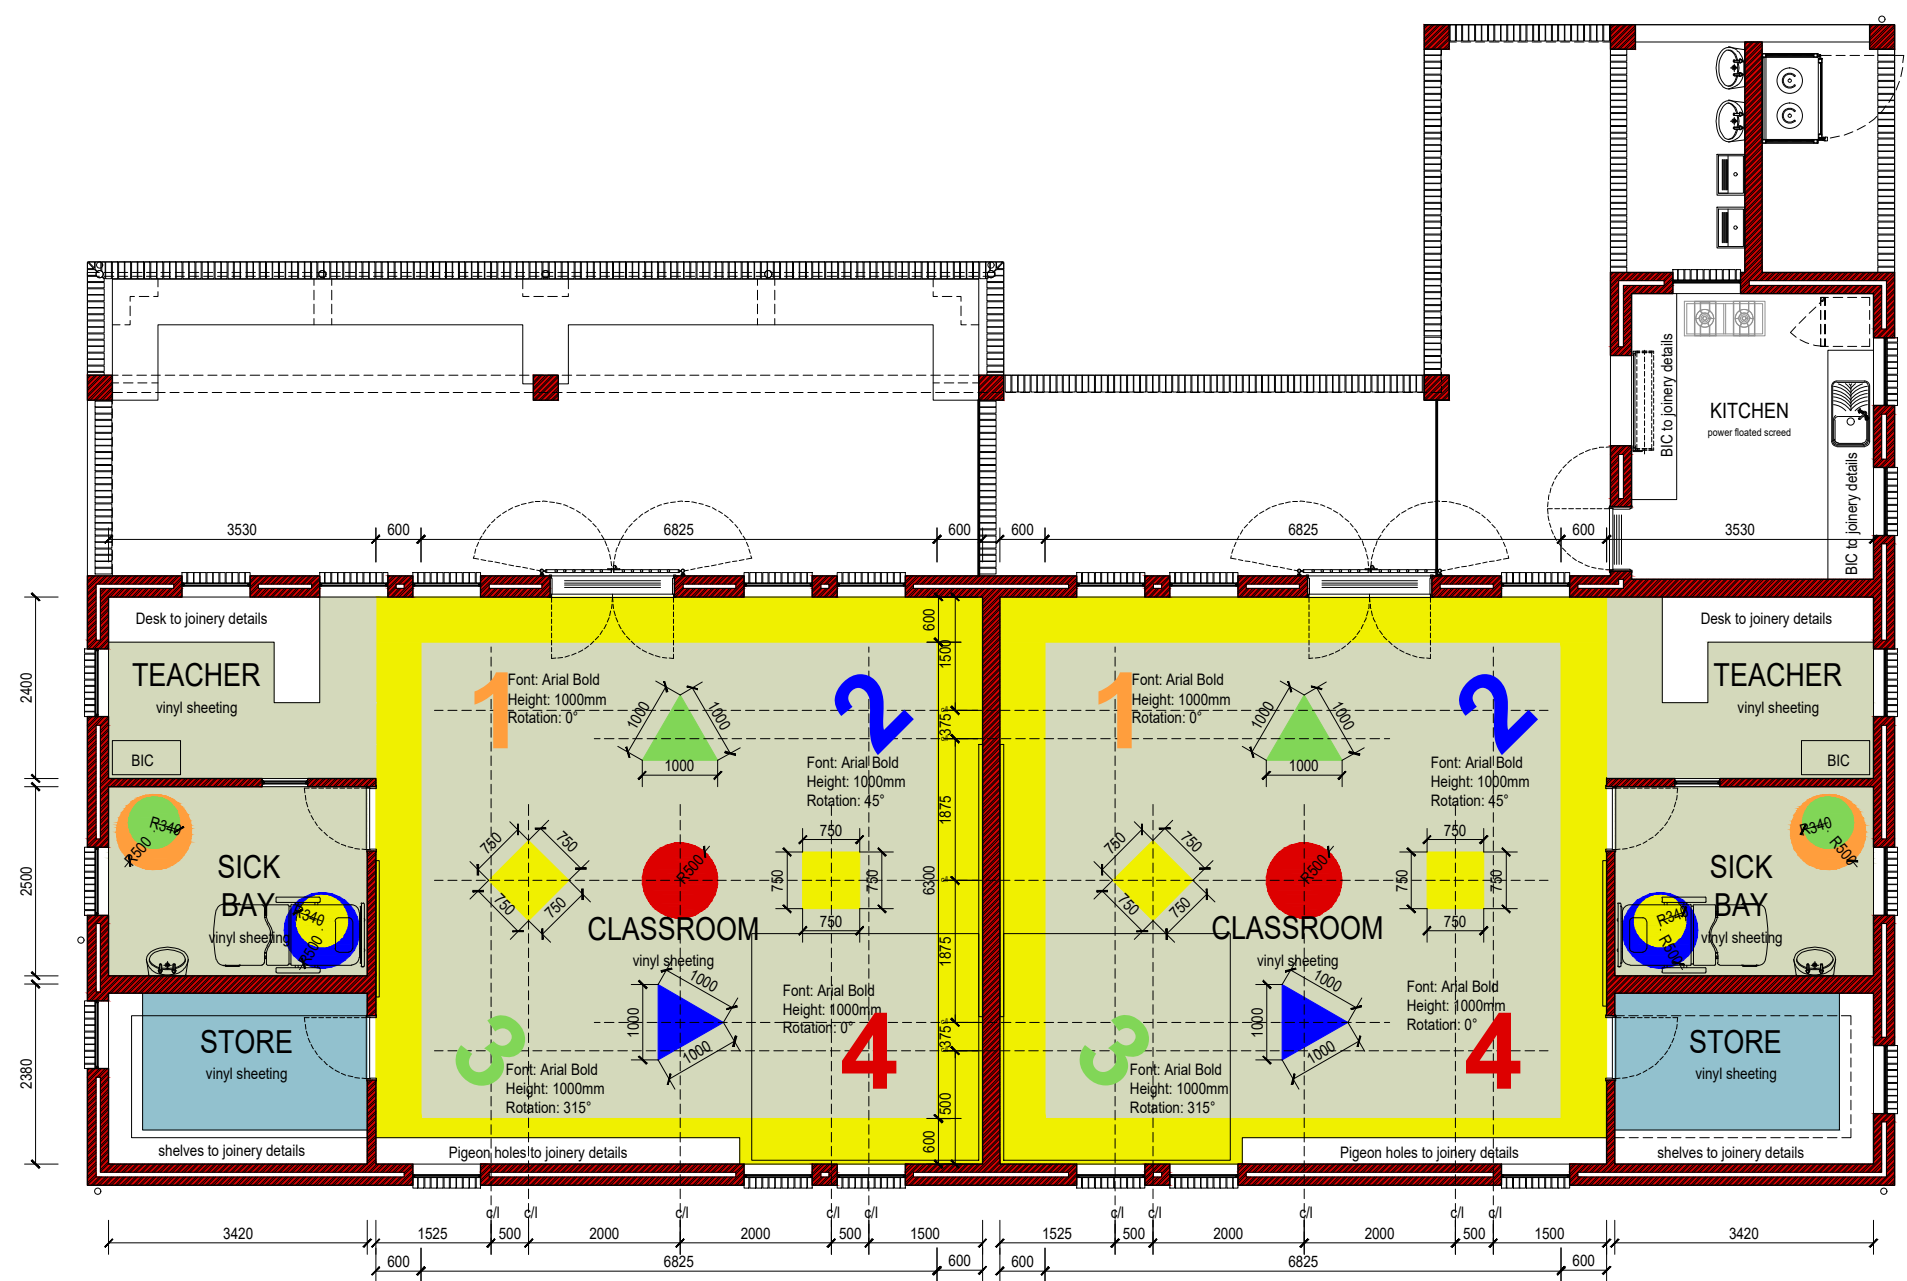 KITCHEN
power floated screed
BIC to joinery details
BIC to joinery details
3530
600
6825
600
600
6825
600
3530
Desk to joinery details
TEACHER
vinyl sheeting
BIC
2400
SICK
BAY
vinyl sheeting
R340
R500
R340
R500
2500
STORE
vinyl sheeting
shelves to joinery details
2380
1
Font: Arial Bold
Height: 1000mm
Rotation: 0°
1000
1000
1000
2
Font: Arial Bold
Height: 1000mm
Rotation: 45°
750
750
750
750
R500
750
750
750
750
CLASSROOM
vinyl sheeting
1000
1000
1000
Font: Arial Bold
Height: 1000mm
Rotation: 0°
4
3
Font: Arial Bold
Height: 1000mm
Rotation: 315°
Pigeon holes to joinery details
600
1500
375
1875
6300
1875
375
500
600
1
Font: Arial Bold
Height: 1000mm
Rotation: 0°
1000
1000
1000
2
Font: Arial Bold
Height: 1000mm
Rotation: 45°
750
750
750
750
R500
750
750
750
750
CLASSROOM
vinyl sheeting
1000
1000
1000
Font: Arial Bold
Height: 1000mm
Rotation: 0°
4
3
Font: Arial Bold
Height: 1000mm
Rotation: 315°
Pigeon holes to joinery details
Desk to joinery details
TEACHER
vinyl sheeting
BIC
R340
R500
SICK
BAY
vinyl sheeting
R340
R500
STORE
vinyl sheeting
shelves to joinery details
c/l c/l c/l c/l c/l c/l c/l c/l c/l c/l
3420
1525
500
2000
2000
500
1500
1525
500
2000
2000
500
1500
3420
600
6825
600
600
6825
600